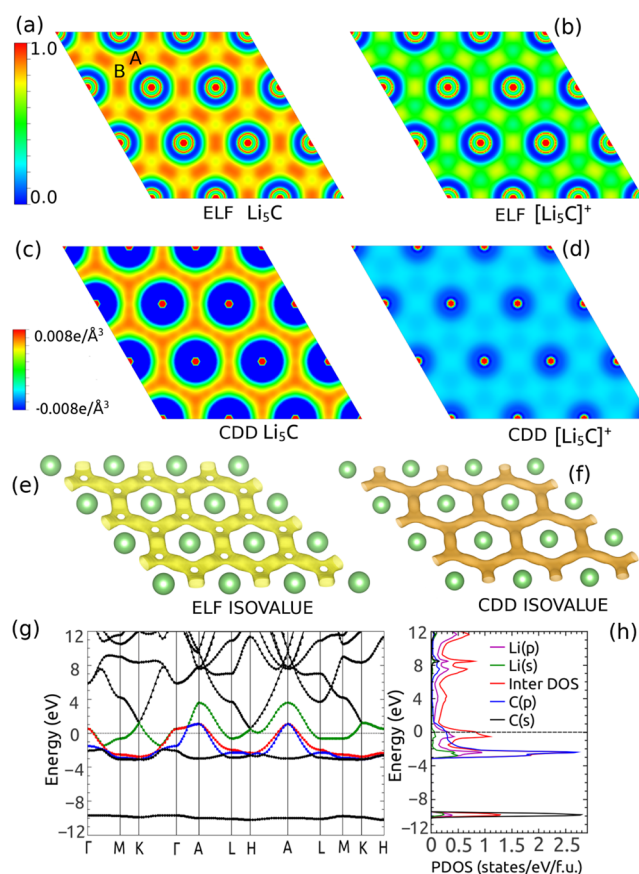 (a)
(b)
1.0
A
B
0.0
ELF Li₅C
ELF [Li₅C]⁺
(c)
(d)
0.008e/Å³
-0.008e/Å³
CDD Li₅C
CDD [Li₅C]⁺
(e)
(f)
ELF ISOVALUE
CDD ISOVALUE
(g)
(h)
12
8
4
0
−4
−8
−12
Energy (eV)
Γ M K Γ A L H A L M K H
12
8
4
0
−4
−8
−12
Energy (eV)
Li(p)
Li(s)
Inter DOS
C(p)
C(s)
0 0.5 1 1.5 2 2.5
PDOS (states/eV/f.u.)